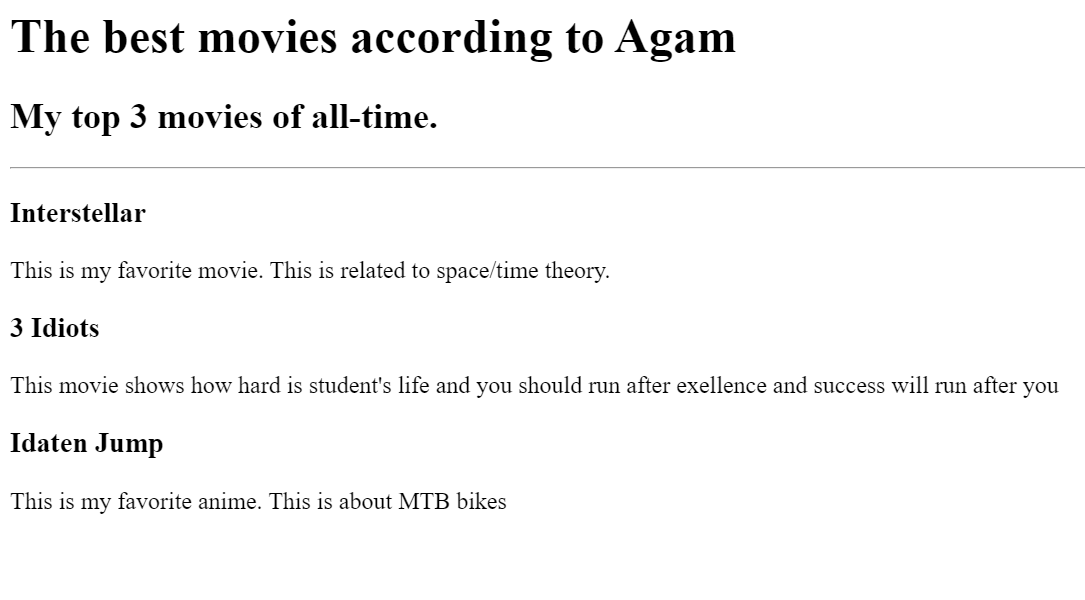 The best movies according to Agam
My top 3 movies of all-time.
Interstellar
This is my favorite movie. This is related to space/time theory.
3 Idiots
This movie shows how hard is student's life and you should run after exellence and success will run after you
Idaten Jump
This is my favorite anime. This is about MTB bikes